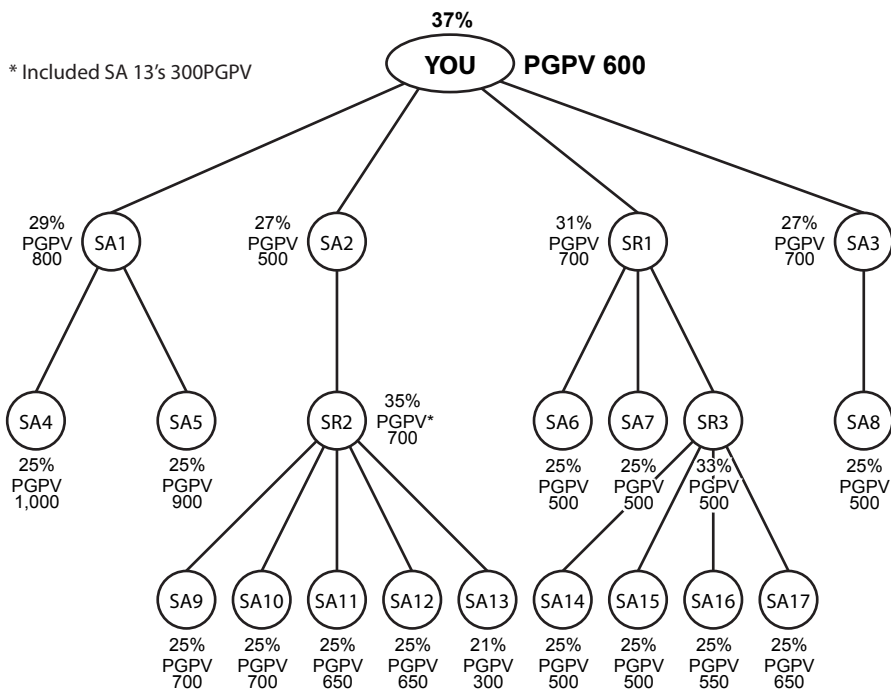 37%
* Included SA 13's 300PGPV
YOU
PGPV 600
29%
PGPV
800
SA1
27%
PGPV
500
SA2
31%
PGPV
700
SR1
27%
PGPV
700
SA3
SA4
25%
PGPV
1,000
SA5
25%
PGPV
900
SR2
35%
PGPV*
700
SA6
25%
PGPV
500
SA7
25%
PGPV
500
SR3
33%
PGPV
500
SA8
25%
PGPV
500
SA9
25%
PGPV
700
SA10
25%
PGPV
700
SA11
25%
PGPV
650
SA12
25%
PGPV
650
SA13
21%
PGPV
300
SA14
25%
PGPV
500
SA15
25%
PGPV
500
SA16
25%
PGPV
550
SA17
25%
PGPV
650